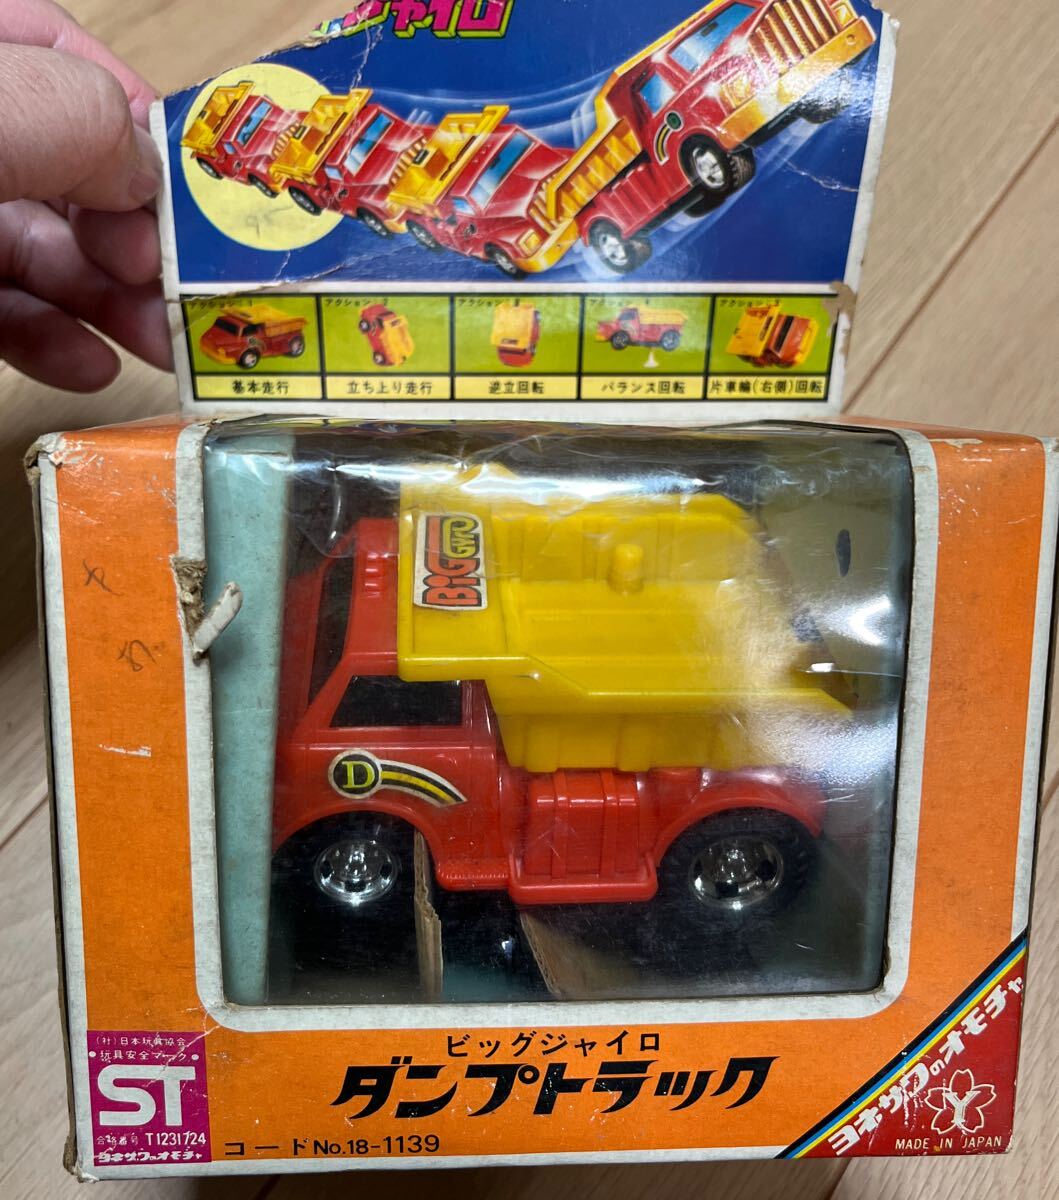 ジャイロ
アクション 1
アクション 2
アクション 3
アクション 4
アクション 5
基本走行
立ち上り走行
逆立回転
バランス回転
片車輪(右側)回転
BiG
GYRO
D
ビッグジャイロ
ダンプトラック
(社)日本玩具協会
•玩具安全マーク•
ST
合格番号 T1231724
ヨネザワのオモチャ
コードNo.18-1139
ヨネザワのオモチャ
Y
MADE IN JAPAN